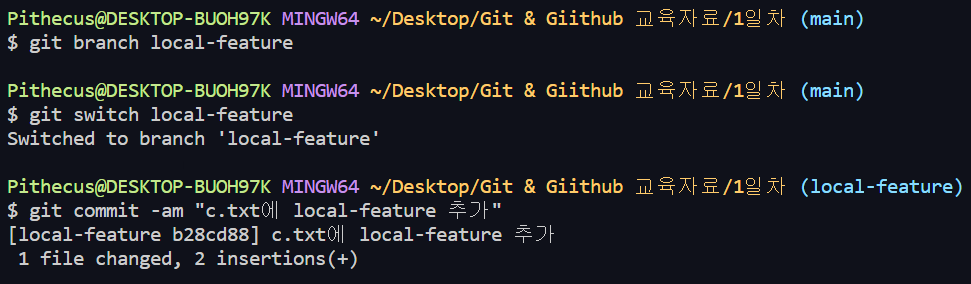 Pithecus@DESKTOP-BUOH97K MINGW64 ~/Desktop/Git & Giithub 교육자료/1일차 (main)
$ git branch local-feature
Pithecus@DESKTOP-BUOH97K MINGW64 ~/Desktop/Git & Giithub 교육자료/1일차 (main)
$ git switch local-feature
Switched to branch 'local-feature'
Pithecus@DESKTOP-BUOH97K MINGW64 ~/Desktop/Git & Giithub 교육자료/1일차 (local-feature)
$ git commit -am "c.txt에 local-feature 추가"
[local-feature b28cd88] c.txt에 local-feature 추가
 1 file changed, 2 insertions(+)